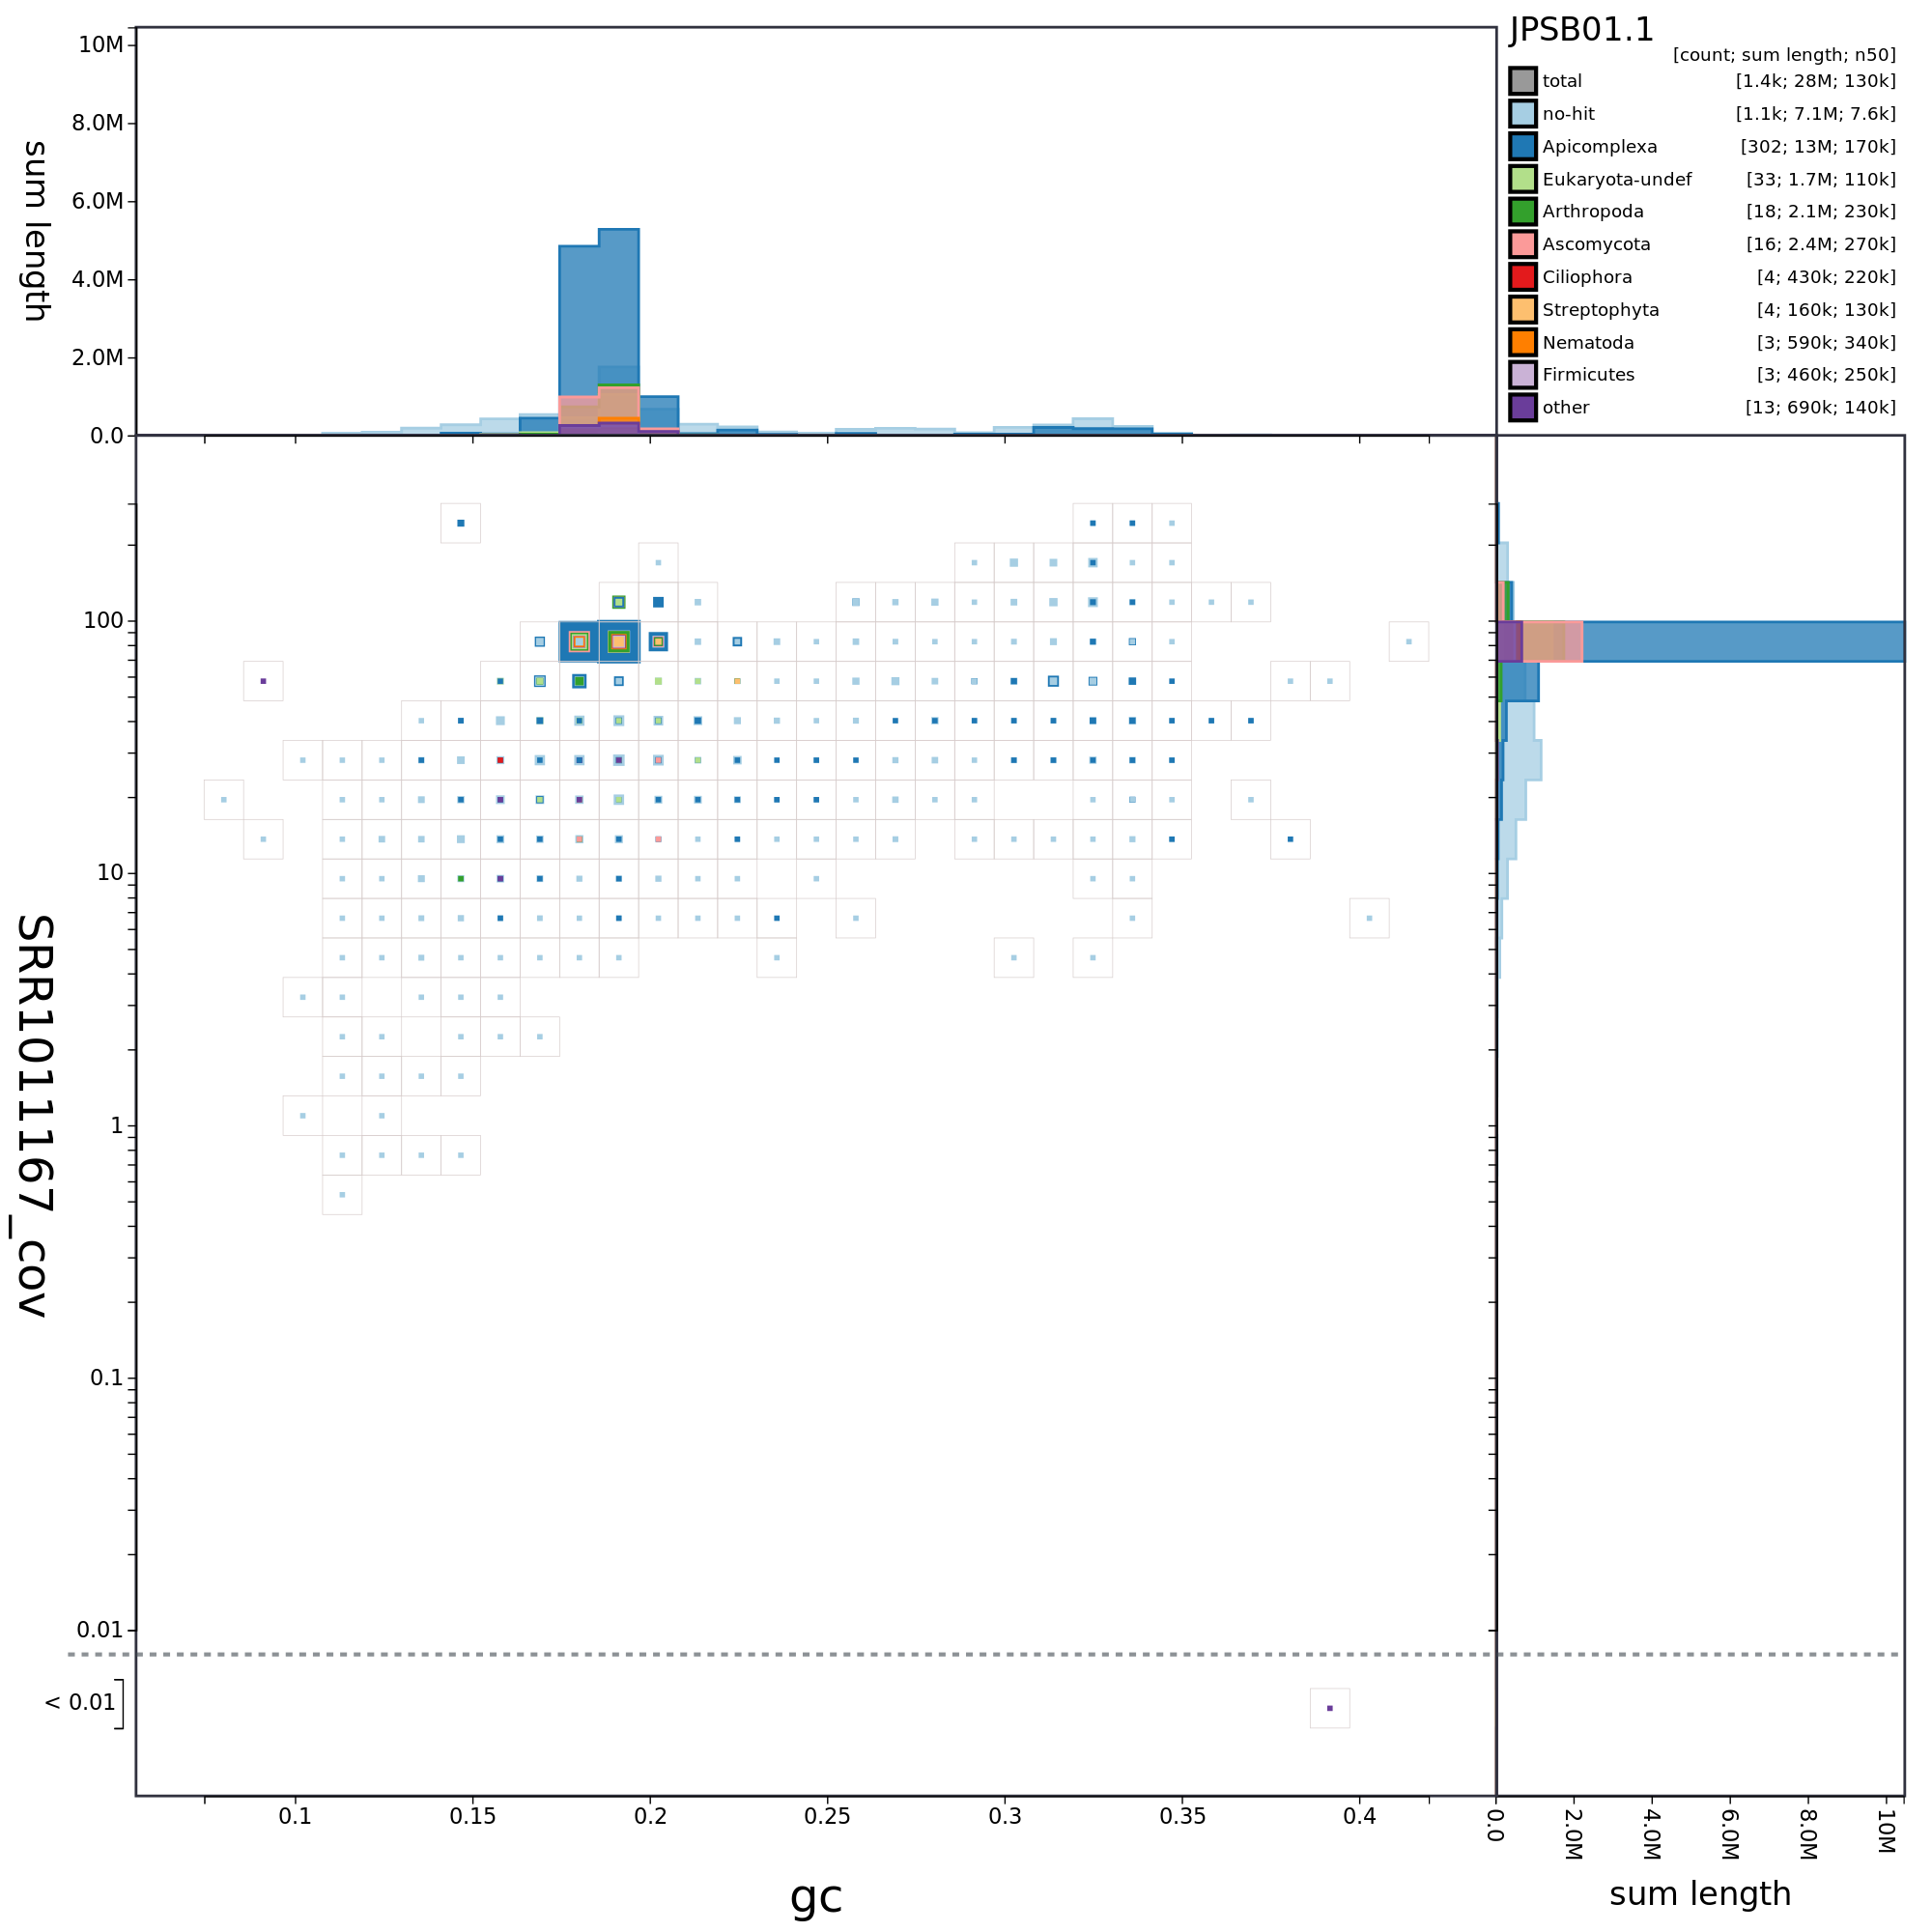 JPSB01.1
[count; sum length; n50]
total [1.4k; 28M; 130k]
no-hit [1.1k; 7.1M; 7.6k]
Apicomplexa [302; 13M; 170k]
Eukaryota-undef [33; 1.7M; 110k]
Arthropoda [18; 2.1M; 230k]
Ascomycota [16; 2.4M; 270k]
Ciliophora [4; 430k; 220k]
Streptophyta [4; 160k; 130k]
Nematoda [3; 590k; 340k]
Firmicutes [3; 460k; 250k]
other [13; 690k; 140k]
sum length
10M
8.0M
6.0M
4.0M
2.0M
0.0
SRR1011167_cov
100
10
1
0.1
0.01
< 0.01
0.1 0.15 0.2 0.25 0.3 0.35 0.4
gc
0.0 2.0M 4.0M 6.0M 8.0M 10M
sum length